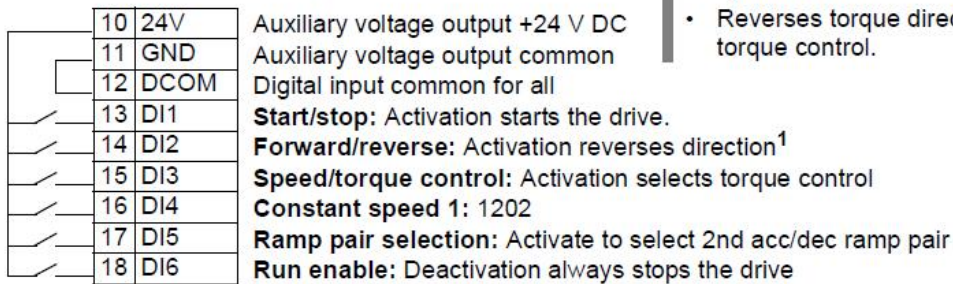 10 24V Auxiliary voltage output +24 V DC
11 GND Auxiliary voltage output common
12 DCOM Digital input common for all
13 DI1 Start/stop: Activation starts the drive.
14 DI2 Forward/reverse: Activation reverses direction1
15 DI3 Speed/torque control: Activation selects torque control
16 DI4 Constant speed 1: 1202
17 DI5 Ramp pair selection: Activate to select 2nd acc/dec ramp pair
18 DI6 Run enable: Deactivation always stops the drive
• Reverses torque
torque control.